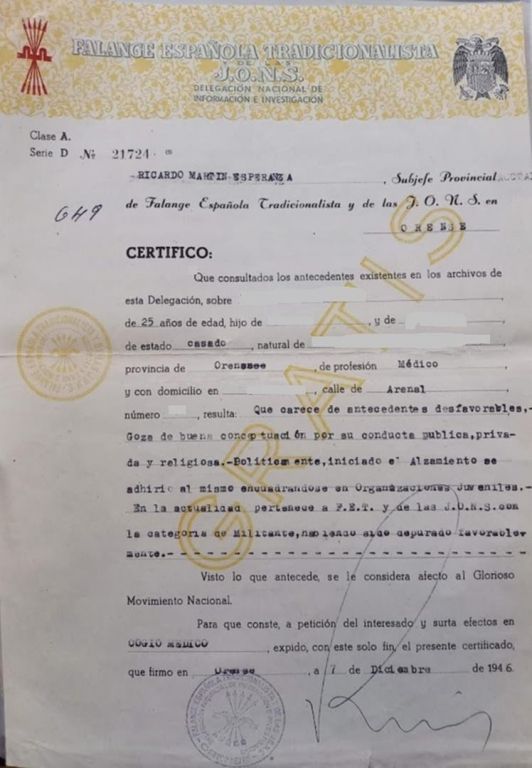 FALANGE ESPAÑOLA TRADICIONALISTA
Y DE LAS
J.O.N.S.
DELEGACIÓN NACIONAL DE
INFORMACIÓN E INVESTIGACIÓN
Clase A.
Serie D Nº 21724
RICARDO MARTIN ESPERANZA, Subjefe Provincial
649
de Falange Española Tradicionalista y de las J. O. N. S. en
ORENSE
CERTIFICO:
Que consultados los antecedentes existentes en los archivos de
esta Delegación, sobre
de 25 años de edad, hijo de , y de
de estado casado, natural de
provincia de de profesión Médico
y con domicilio en , calle de Arenal
número , resulta: Que carece de antecedentes desfavorables,.-
Goza de buena conceptuación por su conducta publica,priva-
da y religiosa.-Politicamente,iniciado el Alzamiento se
adhirio al mismo encuadrandose en Organizaciones Juveniles.-
En la actualidad pertenece a F.E.T. y de las J.O.N.S.con
la categoria de Militante,habiendo sido depurado favorable-
mente.-
GRATIS
Visto lo que antecede, se le considera afecto al Glorioso
Movimiento Nacional.
Para que conste, a petición del interesado y surta efectos en
COGIO MEDICO, expido, con este solo fin, el presente certificado,
que firmo en Orense, a 7 de Diciembre de 1946.